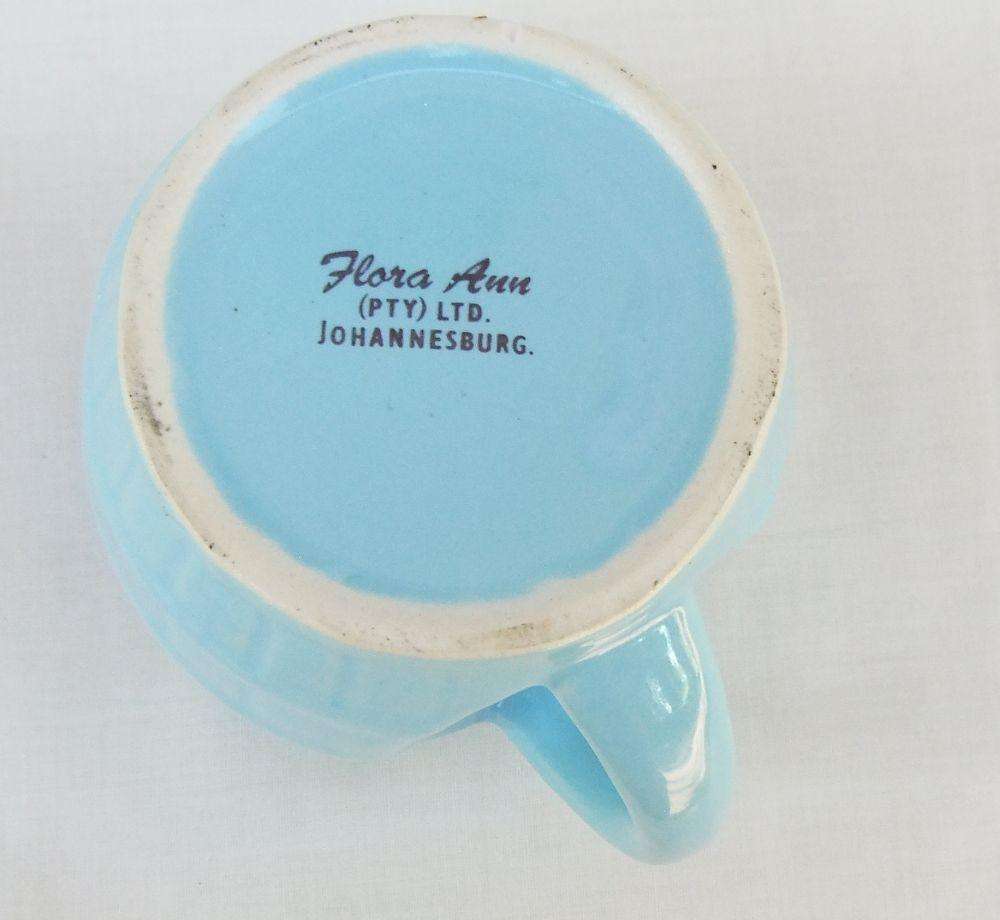 Flora Ann
(PTY) LTD.
JOHANNESBURG.